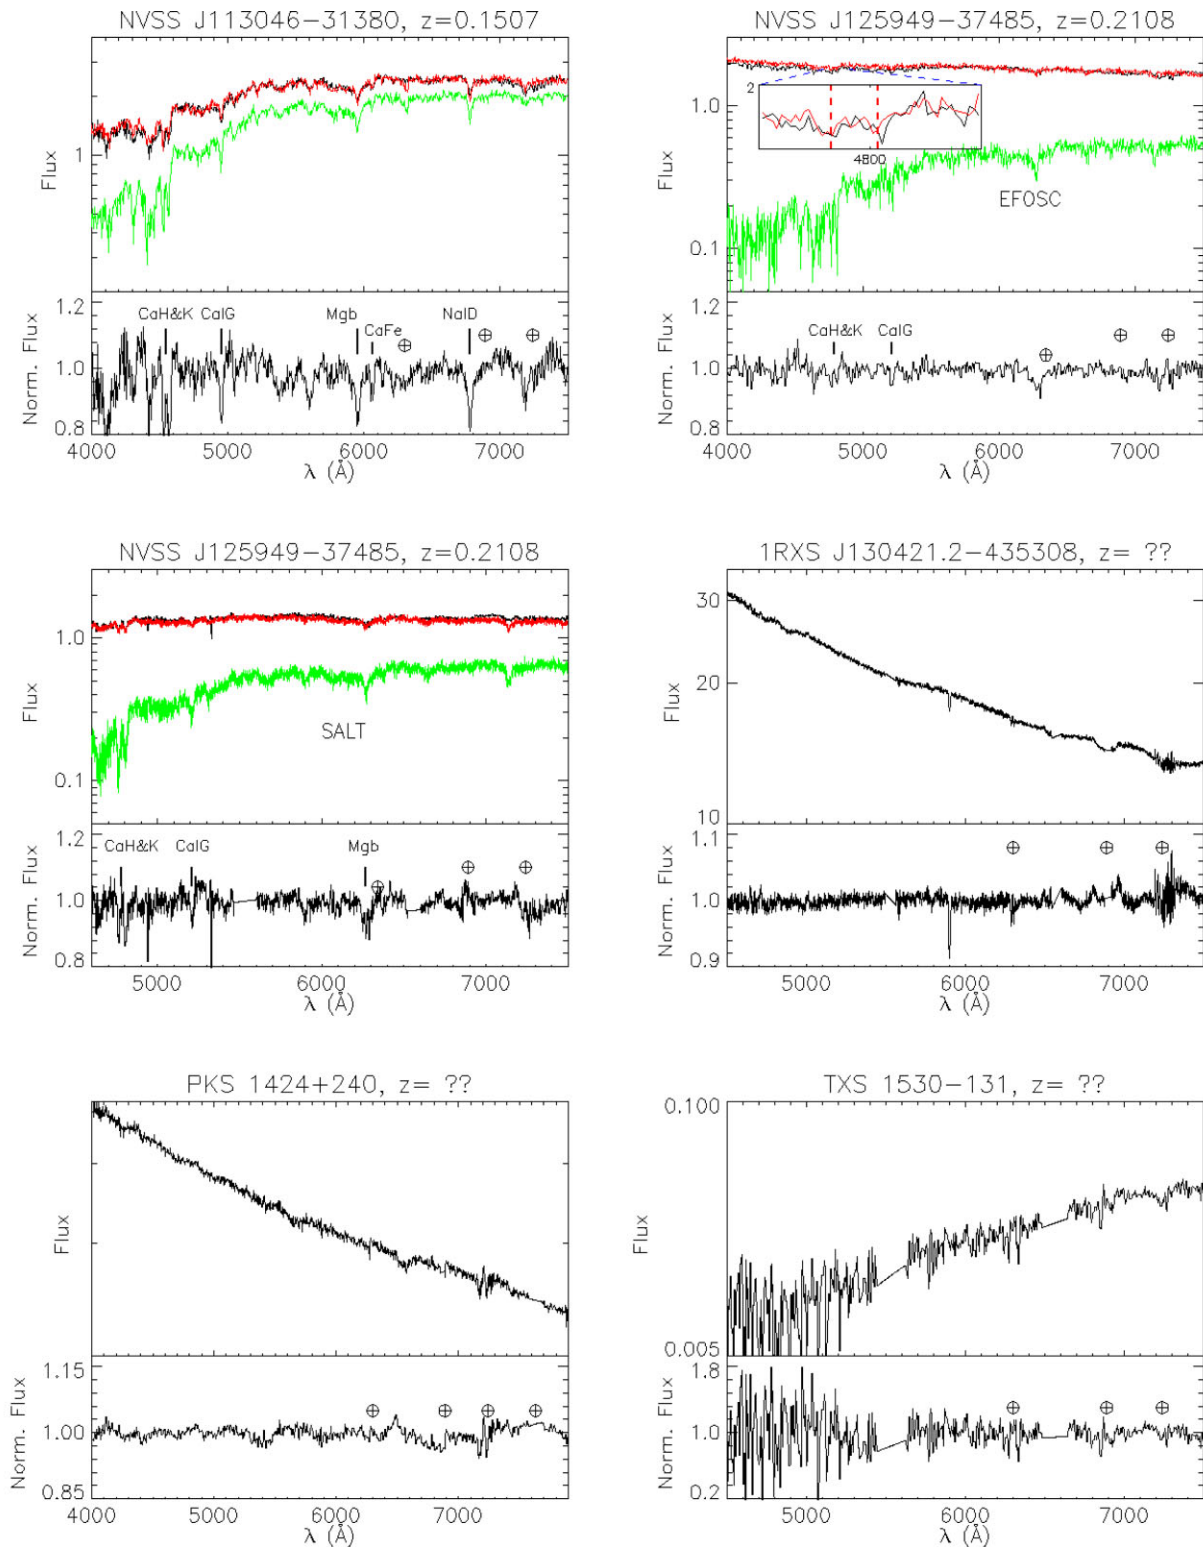 NVSS J113046−31380, z=0.1507
Flux
1
Norm. Flux
1.2
1.0
0.8
CaH&K CaIG Mgb CaFe NaID
⊕ ⊕ ⊕
4000 5000 6000 7000
λ (Å)
NVSS J125949−37485, z=0.2108
Flux
1.0
0.1
2
4800
EFOSC
Norm. Flux
1.2
1.0
0.8
CaH&K CaIG
⊕ ⊕ ⊕
4000 5000 6000 7000
λ (Å)
NVSS J125949−37485, z=0.2108
Flux
1.0
0.1
SALT
Norm. Flux
1.2
1.0
0.8
CaH&K CaIG Mgb
⊕ ⊕ ⊕
5000 6000 7000
λ (Å)
1RXS J130421.2−435308, z= ??
Flux
30
20
10
Norm. Flux
1.1
1.0
0.9
⊕ ⊕ ⊕
5000 6000 7000
λ (Å)
PKS 1424+240, z= ??
Flux
Norm. Flux
1.15
1.00
0.85
⊕ ⊕ ⊕ ⊕
4000 5000 6000 7000
λ (Å)
TXS 1530−131, z= ??
Flux
0.100
0.005
Norm. Flux
1.8
1.0
0.2
⊕ ⊕ ⊕
5000 6000 7000
λ (Å)